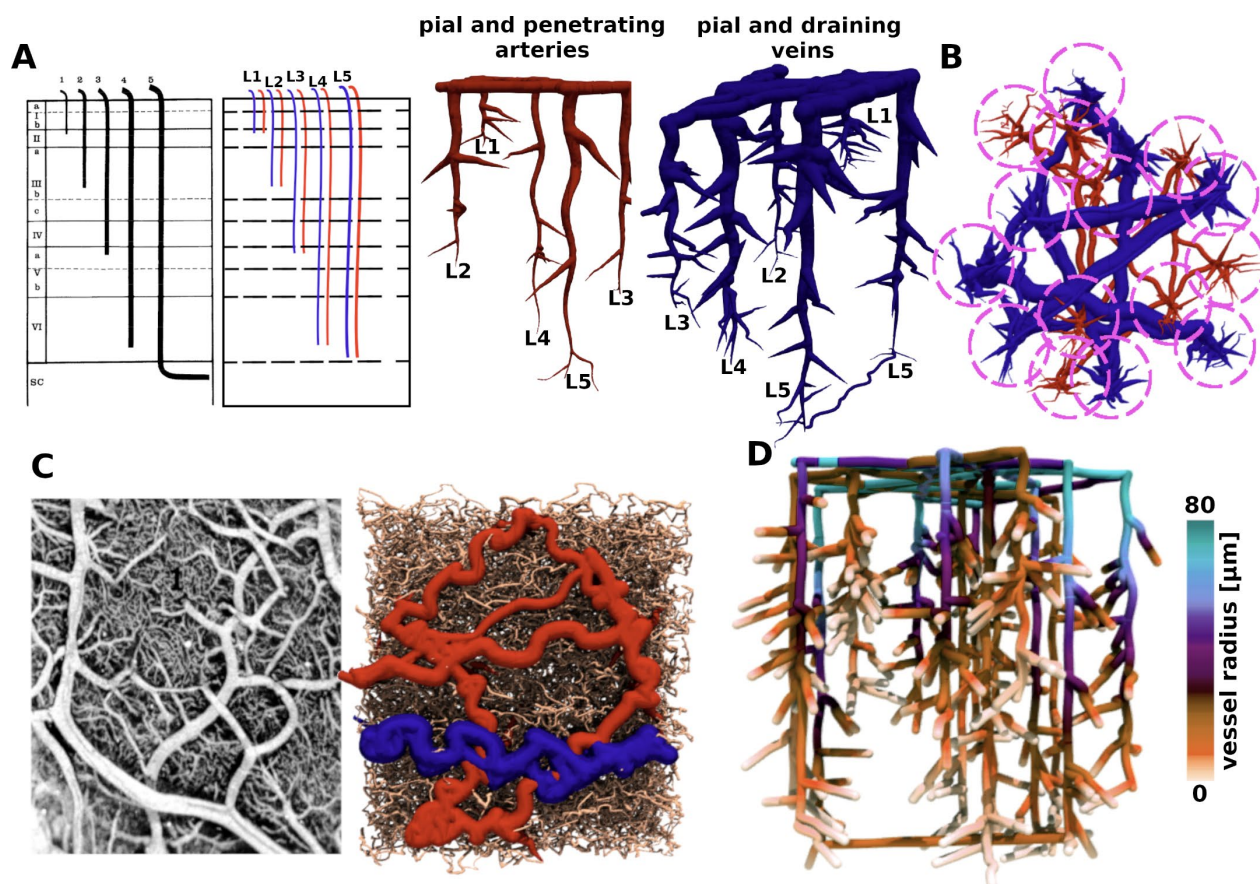 A
1 2 3 4 5
a
I
b
II
a
III
b
c
IV
a
V
b
VI
SC
L1 L2 L3 L4 L5
pial and penetrating
arteries
L1
L2
L3
L4
L5
pial and draining
veins
L1
L2
L3
L4
L5
L5
B
C
1
D
80
vessel radius [µm]
0